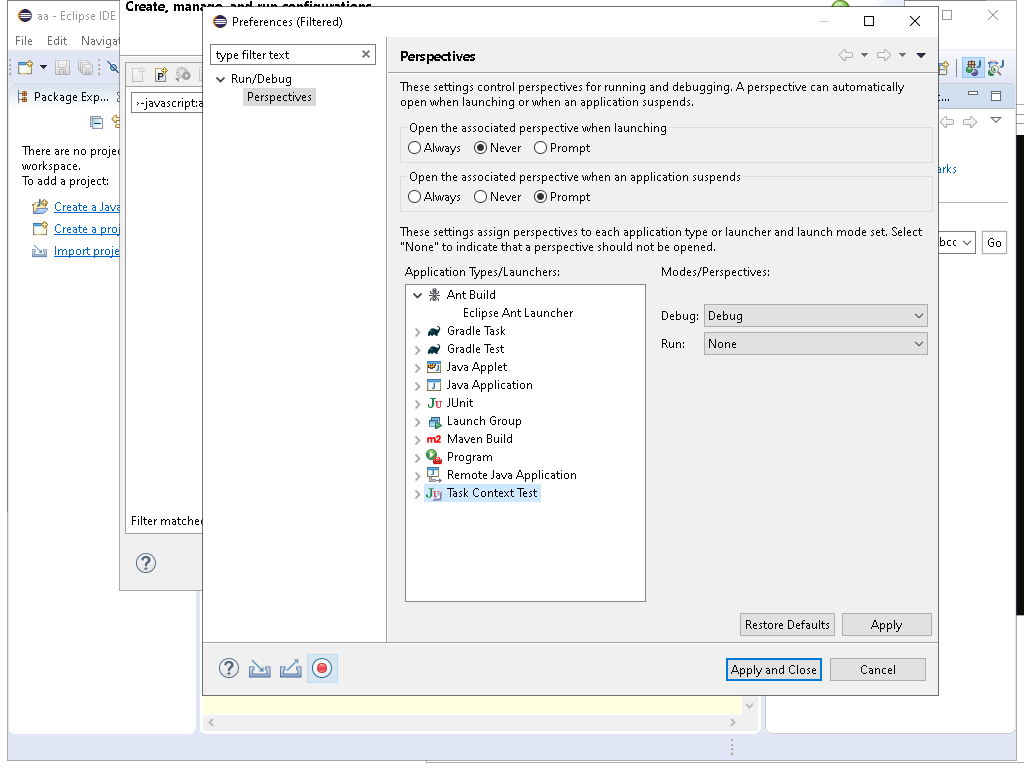 aa - Eclipse IDE
Create, manage, and run configurations
Preferences (Filtered)
File Edit Navigat
type filter text
Perspectives
Run/Debug
Perspectives
Package Exp...
>-javascript:a
These settings control perspectives for running and debugging. A perspective can automatically
open when launching or when an application suspends.
Open the associated perspective when launching
Always Never Prompt
There are no proje
workspace.
To add a project:
Open the associated perspective when an application suspends
Always Never Prompt
Create a Java
Create a proj
Import proje
arks
These settings assign perspectives to each application type or launcher and launch mode set. Select
"None" to indicate that a perspective should not be opened.
bcc Go
Application Types/Launchers: Modes/Perspectives:
Ant Build
Eclipse Ant Launcher
Debug: Debug
Gradle Task
Run: None
Gradle Test
Java Applet
Java Application
JUnit
Launch Group
m2 Maven Build
Program
Remote Java Application
Task Context Test
Filter matched
Restore Defaults Apply
Apply and Close Cancel